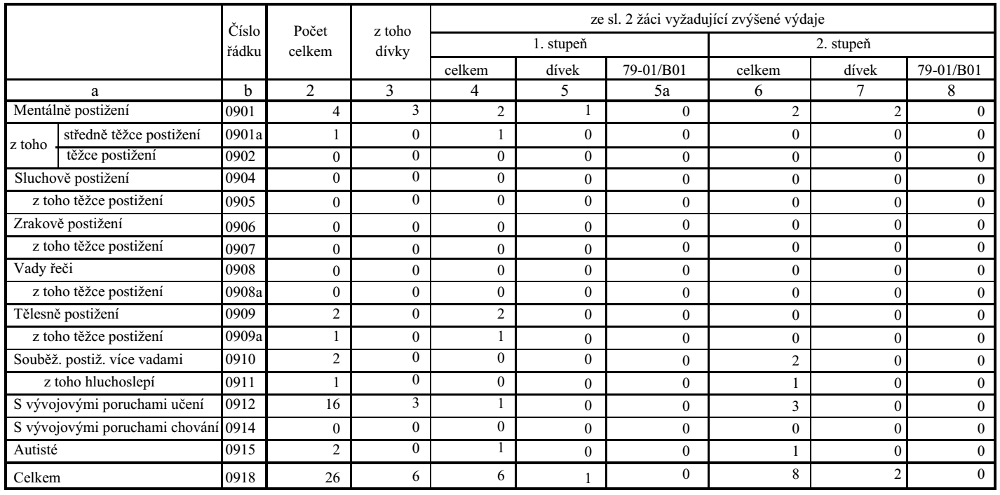 Číslo řádku Počet celkem z toho dívky ze sl. 2 žáci vyžadující zvýšené výdaje
1. stupeň 2. stupeň
celkem dívek 79-01/B01 celkem dívek 79-01/B01
a b 2 3 4 5 5a 6 7 8
Mentálně postižení 0901 4 3 2 1 0 2 2 0
z toho středně těžce postižení 0901a 1 0 1 0 0 0 0 0
těžce postižení 0902 0 0 0 0 0 0 0 0
Sluchově postižení 0904 0 0 0 0 0 0 0 0
z toho těžce postižení 0905 0 0 0 0 0 0 0 0
Zrakově postižení 0906 0 0 0 0 0 0 0 0
z toho těžce postižení 0907 0 0 0 0 0 0 0 0
Vady řeči 0908 0 0 0 0 0 0 0 0
z toho těžce postižení 0908a 0 0 0 0 0 0 0 0
Tělesně postižení 0909 2 0 2 0 0 0 0 0
z toho těžce postižení 0909a 1 0 1 0 0 0 0 0
Souběž. postiž. více vadami 0910 2 0 0 0 0 2 0 0
z toho hluchoslepí 0911 1 0 0 0 0 1 0 0
S vývojovými poruchami učení 0912 16 3 1 0 0 3 0 0
S vývojovými poruchami chování 0914 0 0 0 0 0 0 0 0
Autisté 0915 2 0 1 0 0 1 0 0
Celkem 0918 26 6 6 1 0 8 2 0